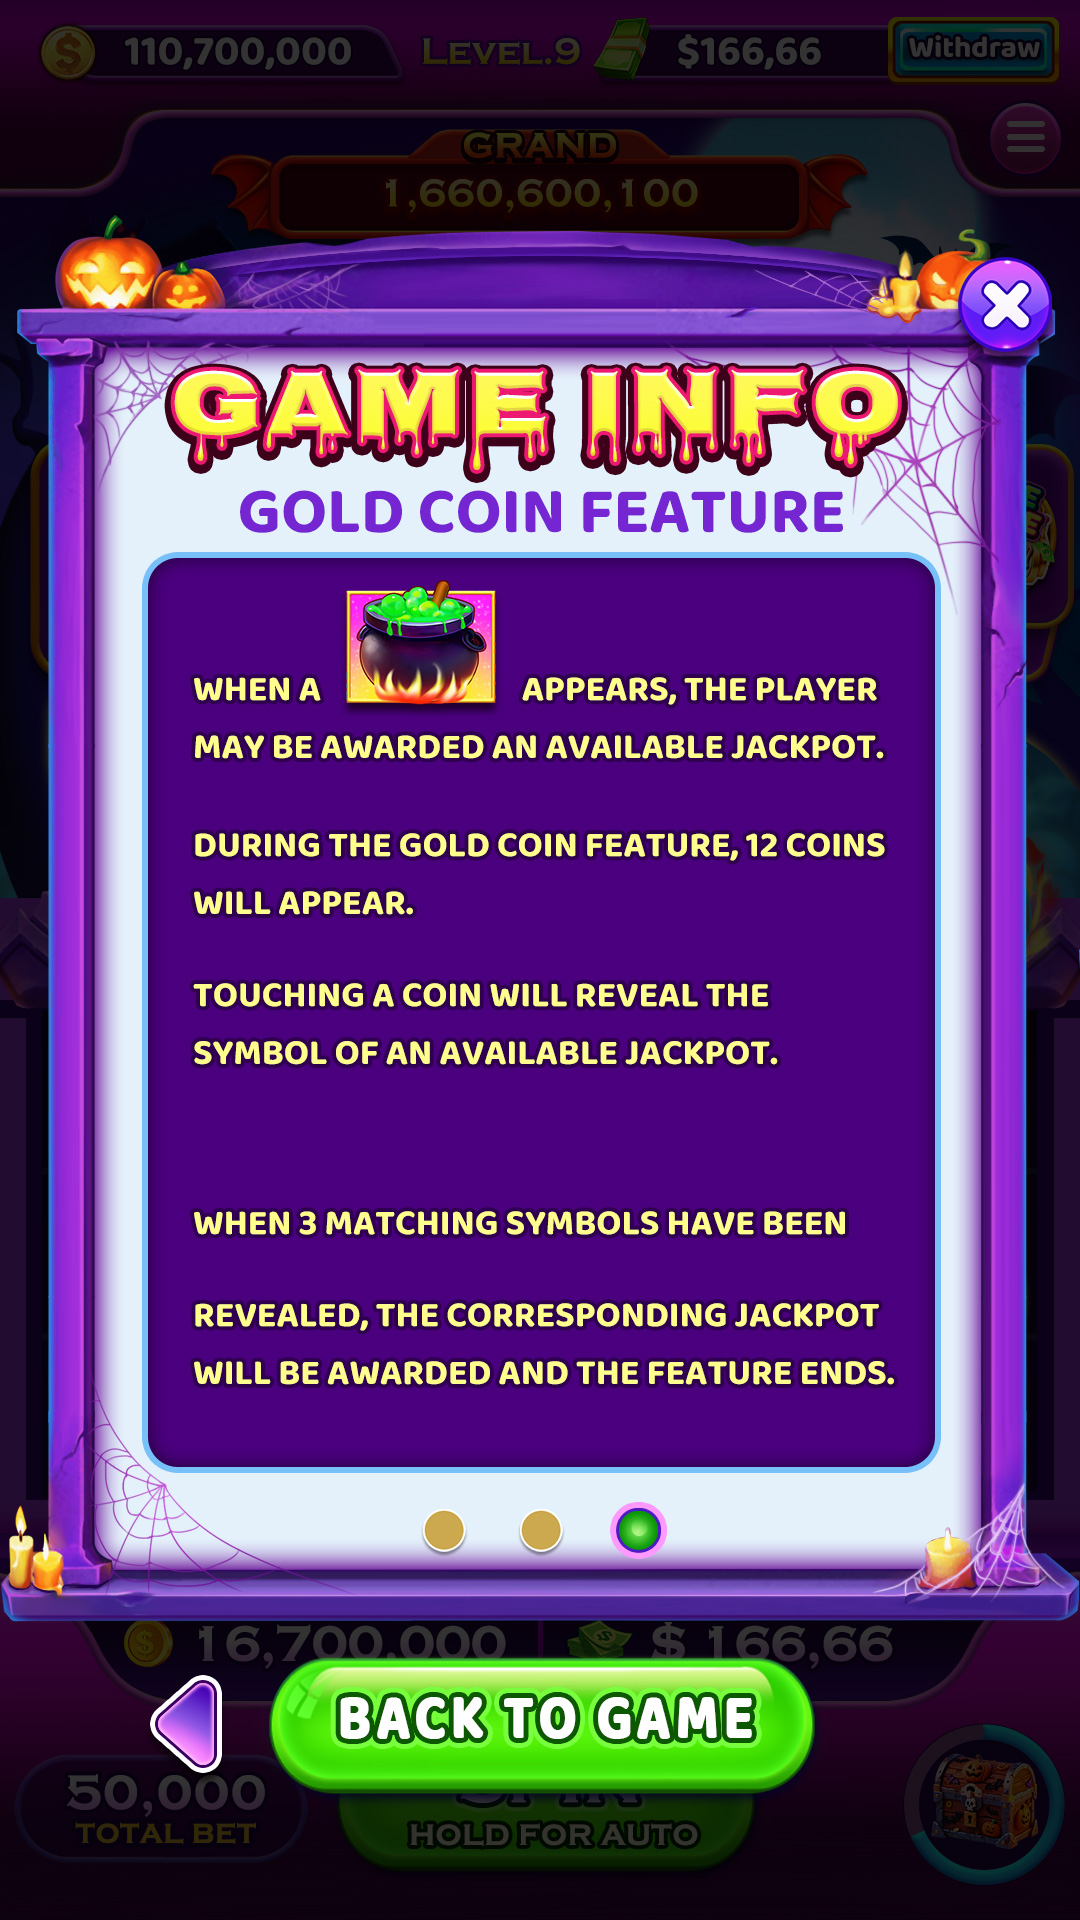 110,700,000 LEVEL.9 $166,66 Withdraw
GRAND
1,660,600,100
GAME INFO
GOLD COIN FEATURE
WHEN A APPEARS, THE PLAYER
MAY BE AWARDED AN AVAILABLE JACKPOT.
DURING THE GOLD COIN FEATURE, 12 COINS
WILL APPEAR.
TOUCHING A COIN WILL REVEAL THE
SYMBOL OF AN AVAILABLE JACKPOT.
WHEN 3 MATCHING SYMBOLS HAVE BEEN
REVEALED, THE CORRESPONDING JACKPOT
WILL BE AWARDED AND THE FEATURE ENDS.
16,700,000 $ 166,66
BACK TO GAME
50,000
TOTAL BET
SPIN
HOLD FOR AUTO